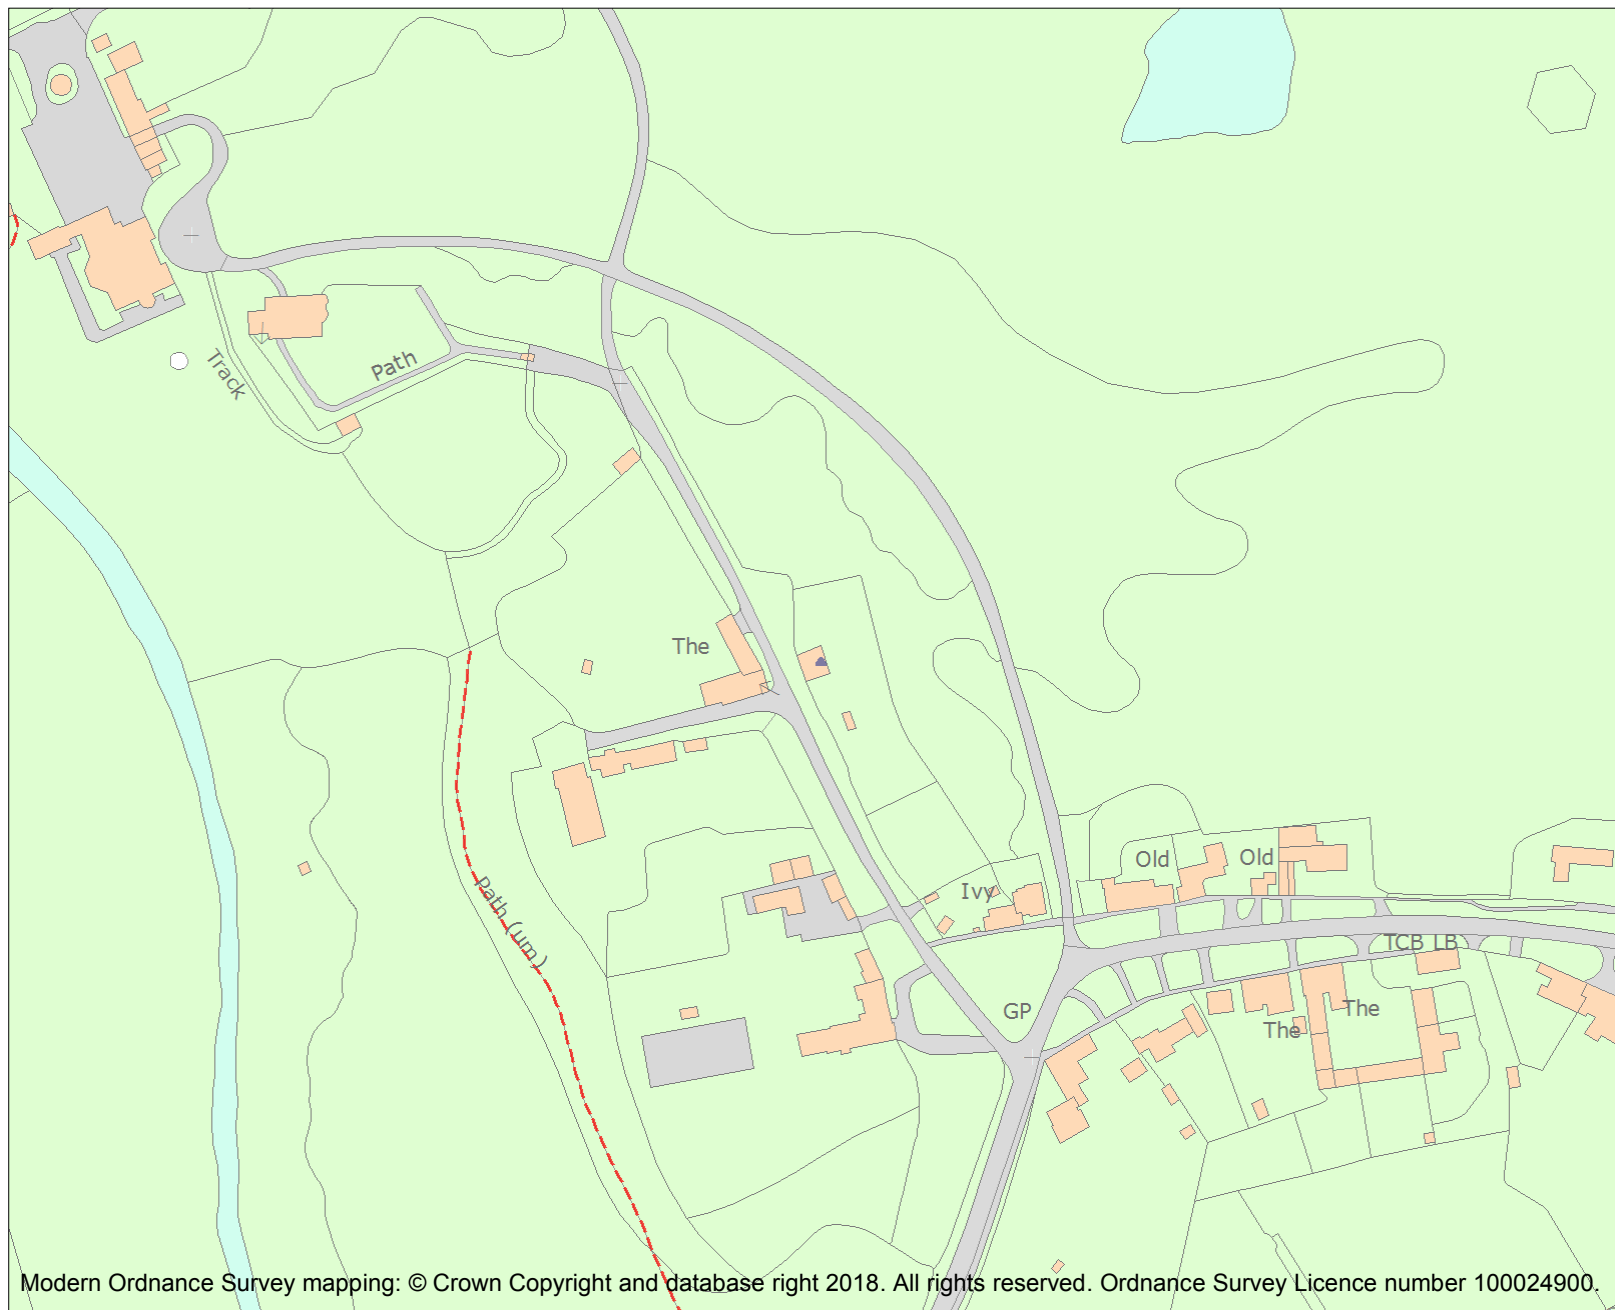 Track
Path
The
Path (um)
Ivy
Old
Old
TCB LB
GP
The
The
Modern Ordnance Survey mapping: © Crown Copyright and database right 2018. All rights reserved. Ordnance Survey Licence number 100024900.